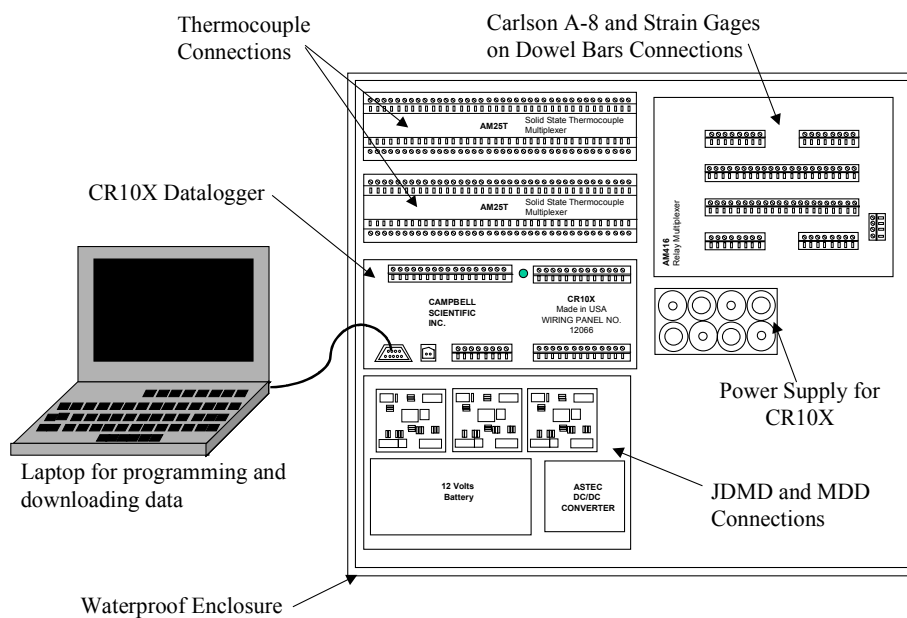 Thermocouple
Connections
Carlson A-8 and Strain Gages
on Dowel Bars Connections
AM25T
Solid State Thermocouple
Multiplexer
CR10X Datalogger
AM25T
Solid State Thermocouple
Multiplexer
AM416
Relay Multiplexer
CAMPBELL
SCIENTIFIC
INC.
CR10X
Made in USA
WIRING PANEL NO.
12066
Power Supply for
CR10X
Laptop for programming and
downloading data
12 Volts
Battery
ASTEC
DC/DC
CONVERTER
JDMD and MDD
Connections
Waterproof Enclosure